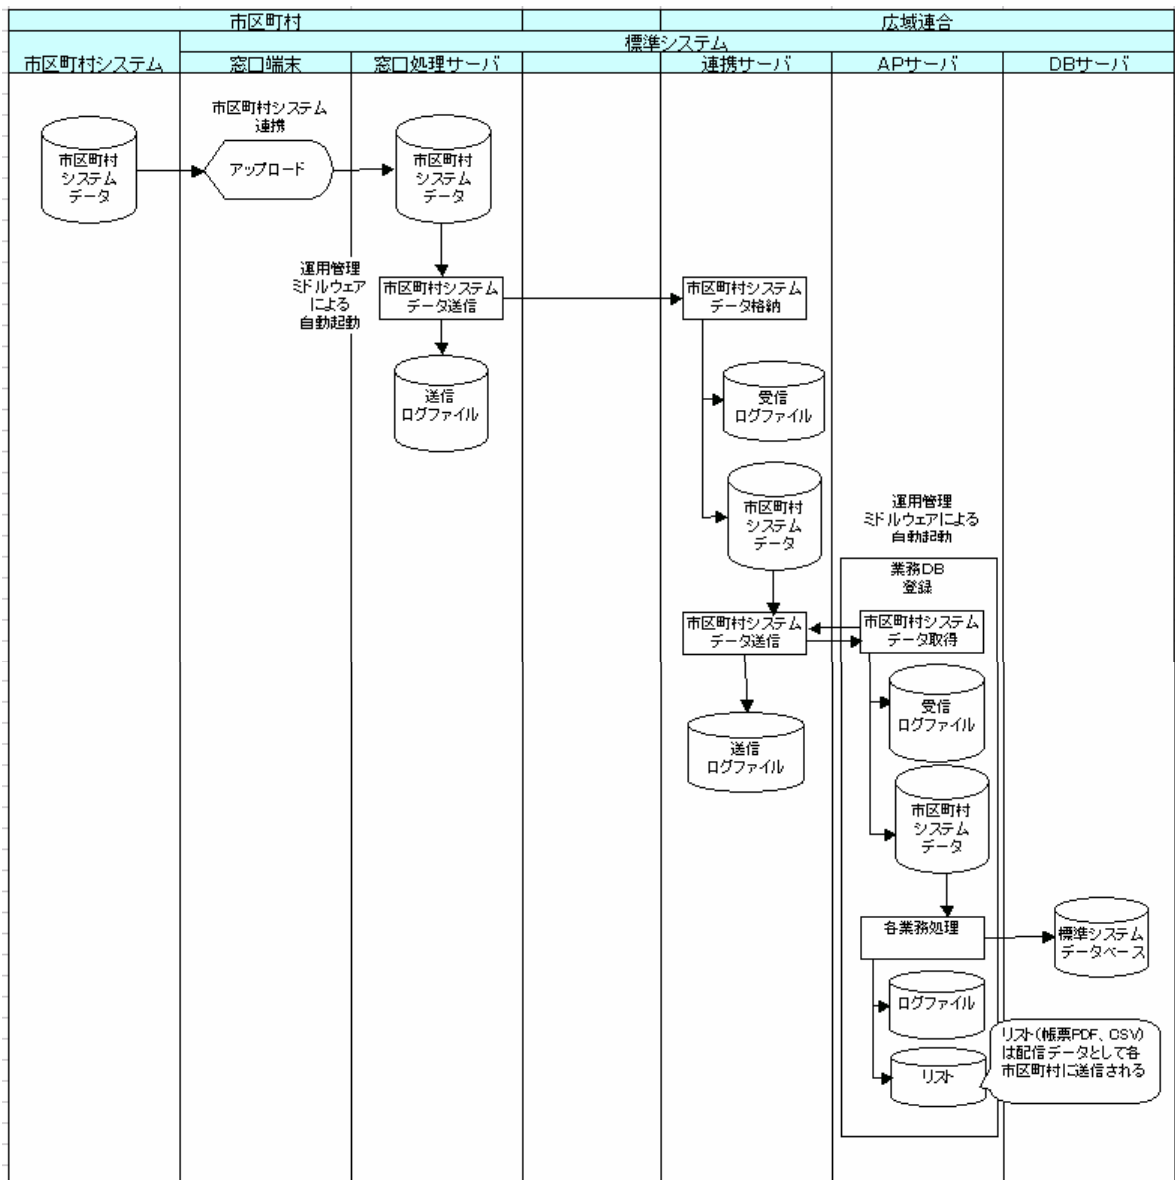 市区町村
広域連合
標準システム
市区町村システム
窓口端末
窓口処理サーバ
連携サーバ
APサーバ
DBサーバ
市区町村システム
連携
市区町村
システム
データ
アップロード
市区町村
システム
データ
運用管理
ミドルウェア
による
自動起動
市区町村システム
データ送信
市区町村システム
データ格納
送信
ログファイル
受信
ログファイル
市区町村
システム
データ
運用管理
ミドルウェアによる
自動起動
業務DB
登録
市区町村システム
データ送信
市区町村システム
データ取得
受信
ログファイル
送信
ログファイル
市区町村
システム
データ
各業務処理
標準システム
データベース
ログファイル
リスト(帳票PDF、CSV)
は配信データとして各
市区町村に送信される
リスト